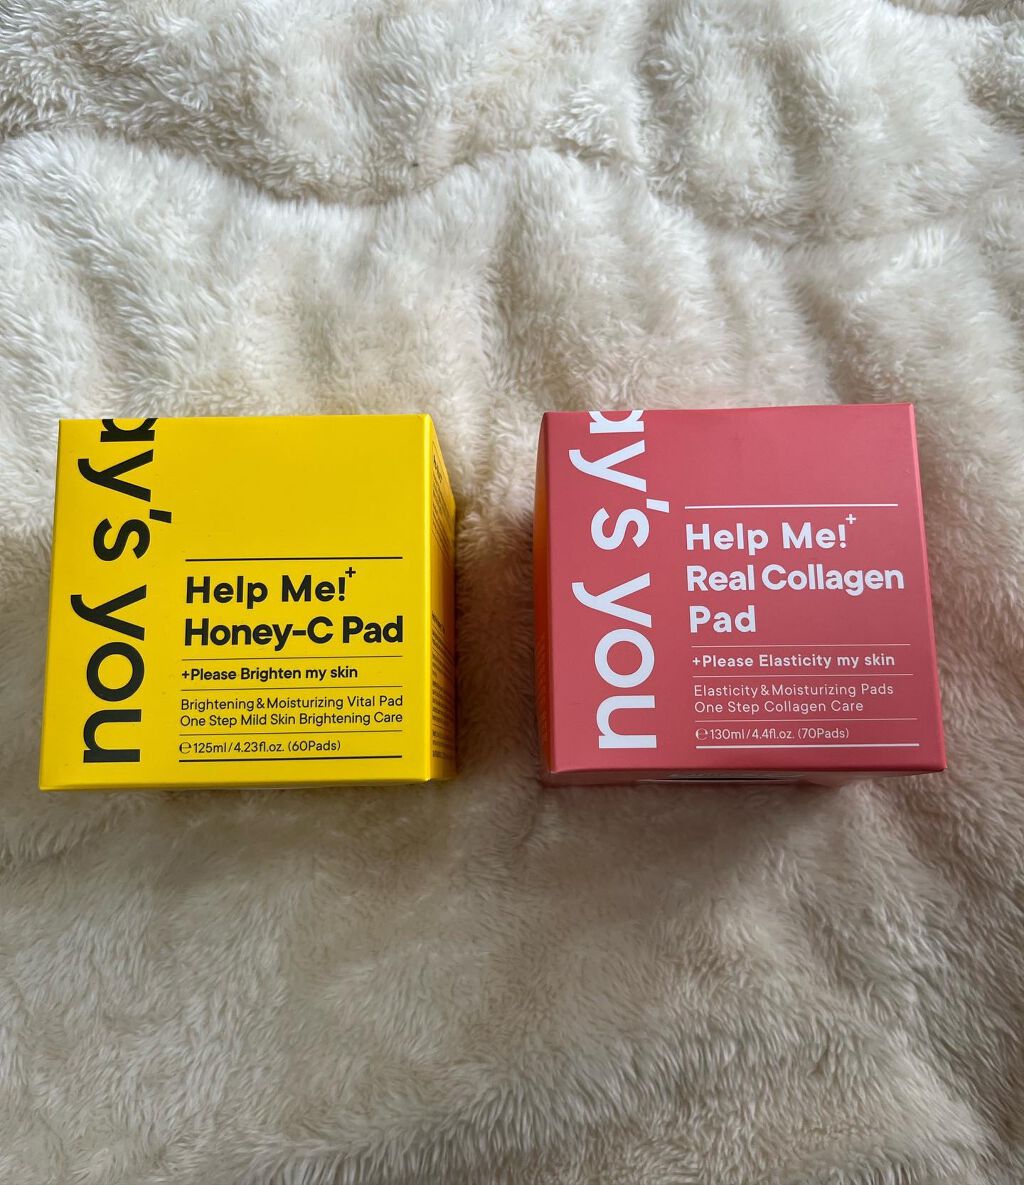 ay's you
Help Me!+
Honey-C Pad
+Please Brighten my skin
Brightening & Moisturizing Vital Pad
One Step Mild Skin Brightening Care
℮ 125ml / 4.23fl.oz. (60Pads)
ay's you
Help Me!+
Real Collagen
Pad
+Please Elasticity my skin
Elasticity & Moisturizing Pads
One Step Collagen Care
℮ 130ml / 4.4fl.oz. (70Pads)